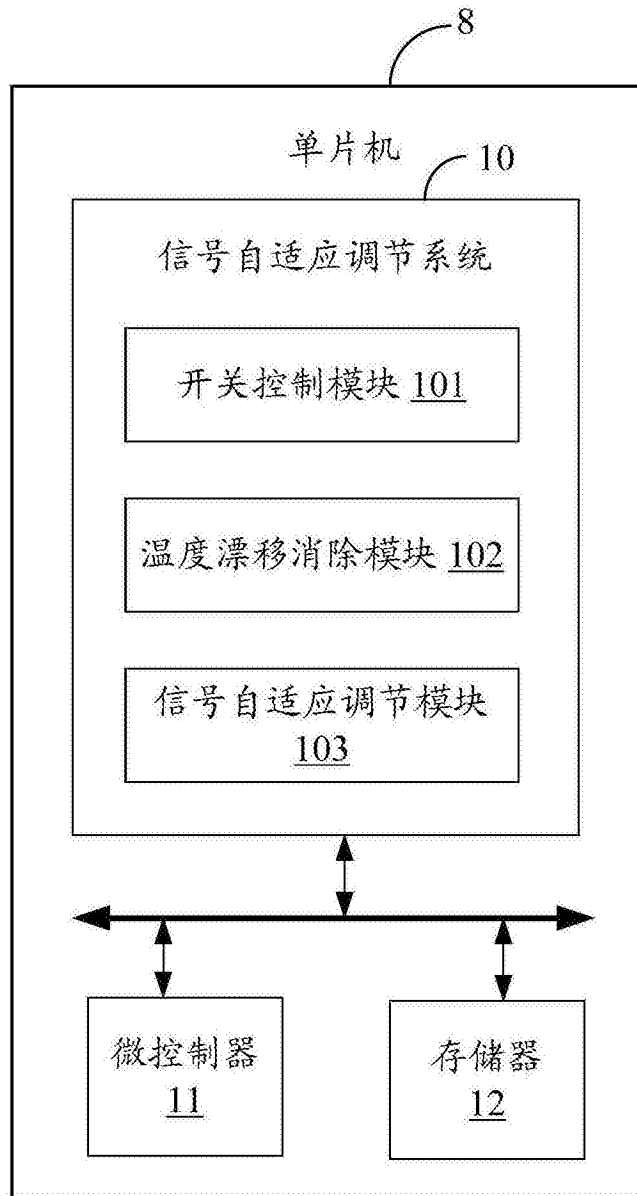 8
单片机
10
信号自适应调节系统
开关控制模块 101
温度漂移消除模块 102
信号自适应调节模块
103
微控制器
11
存储器
12